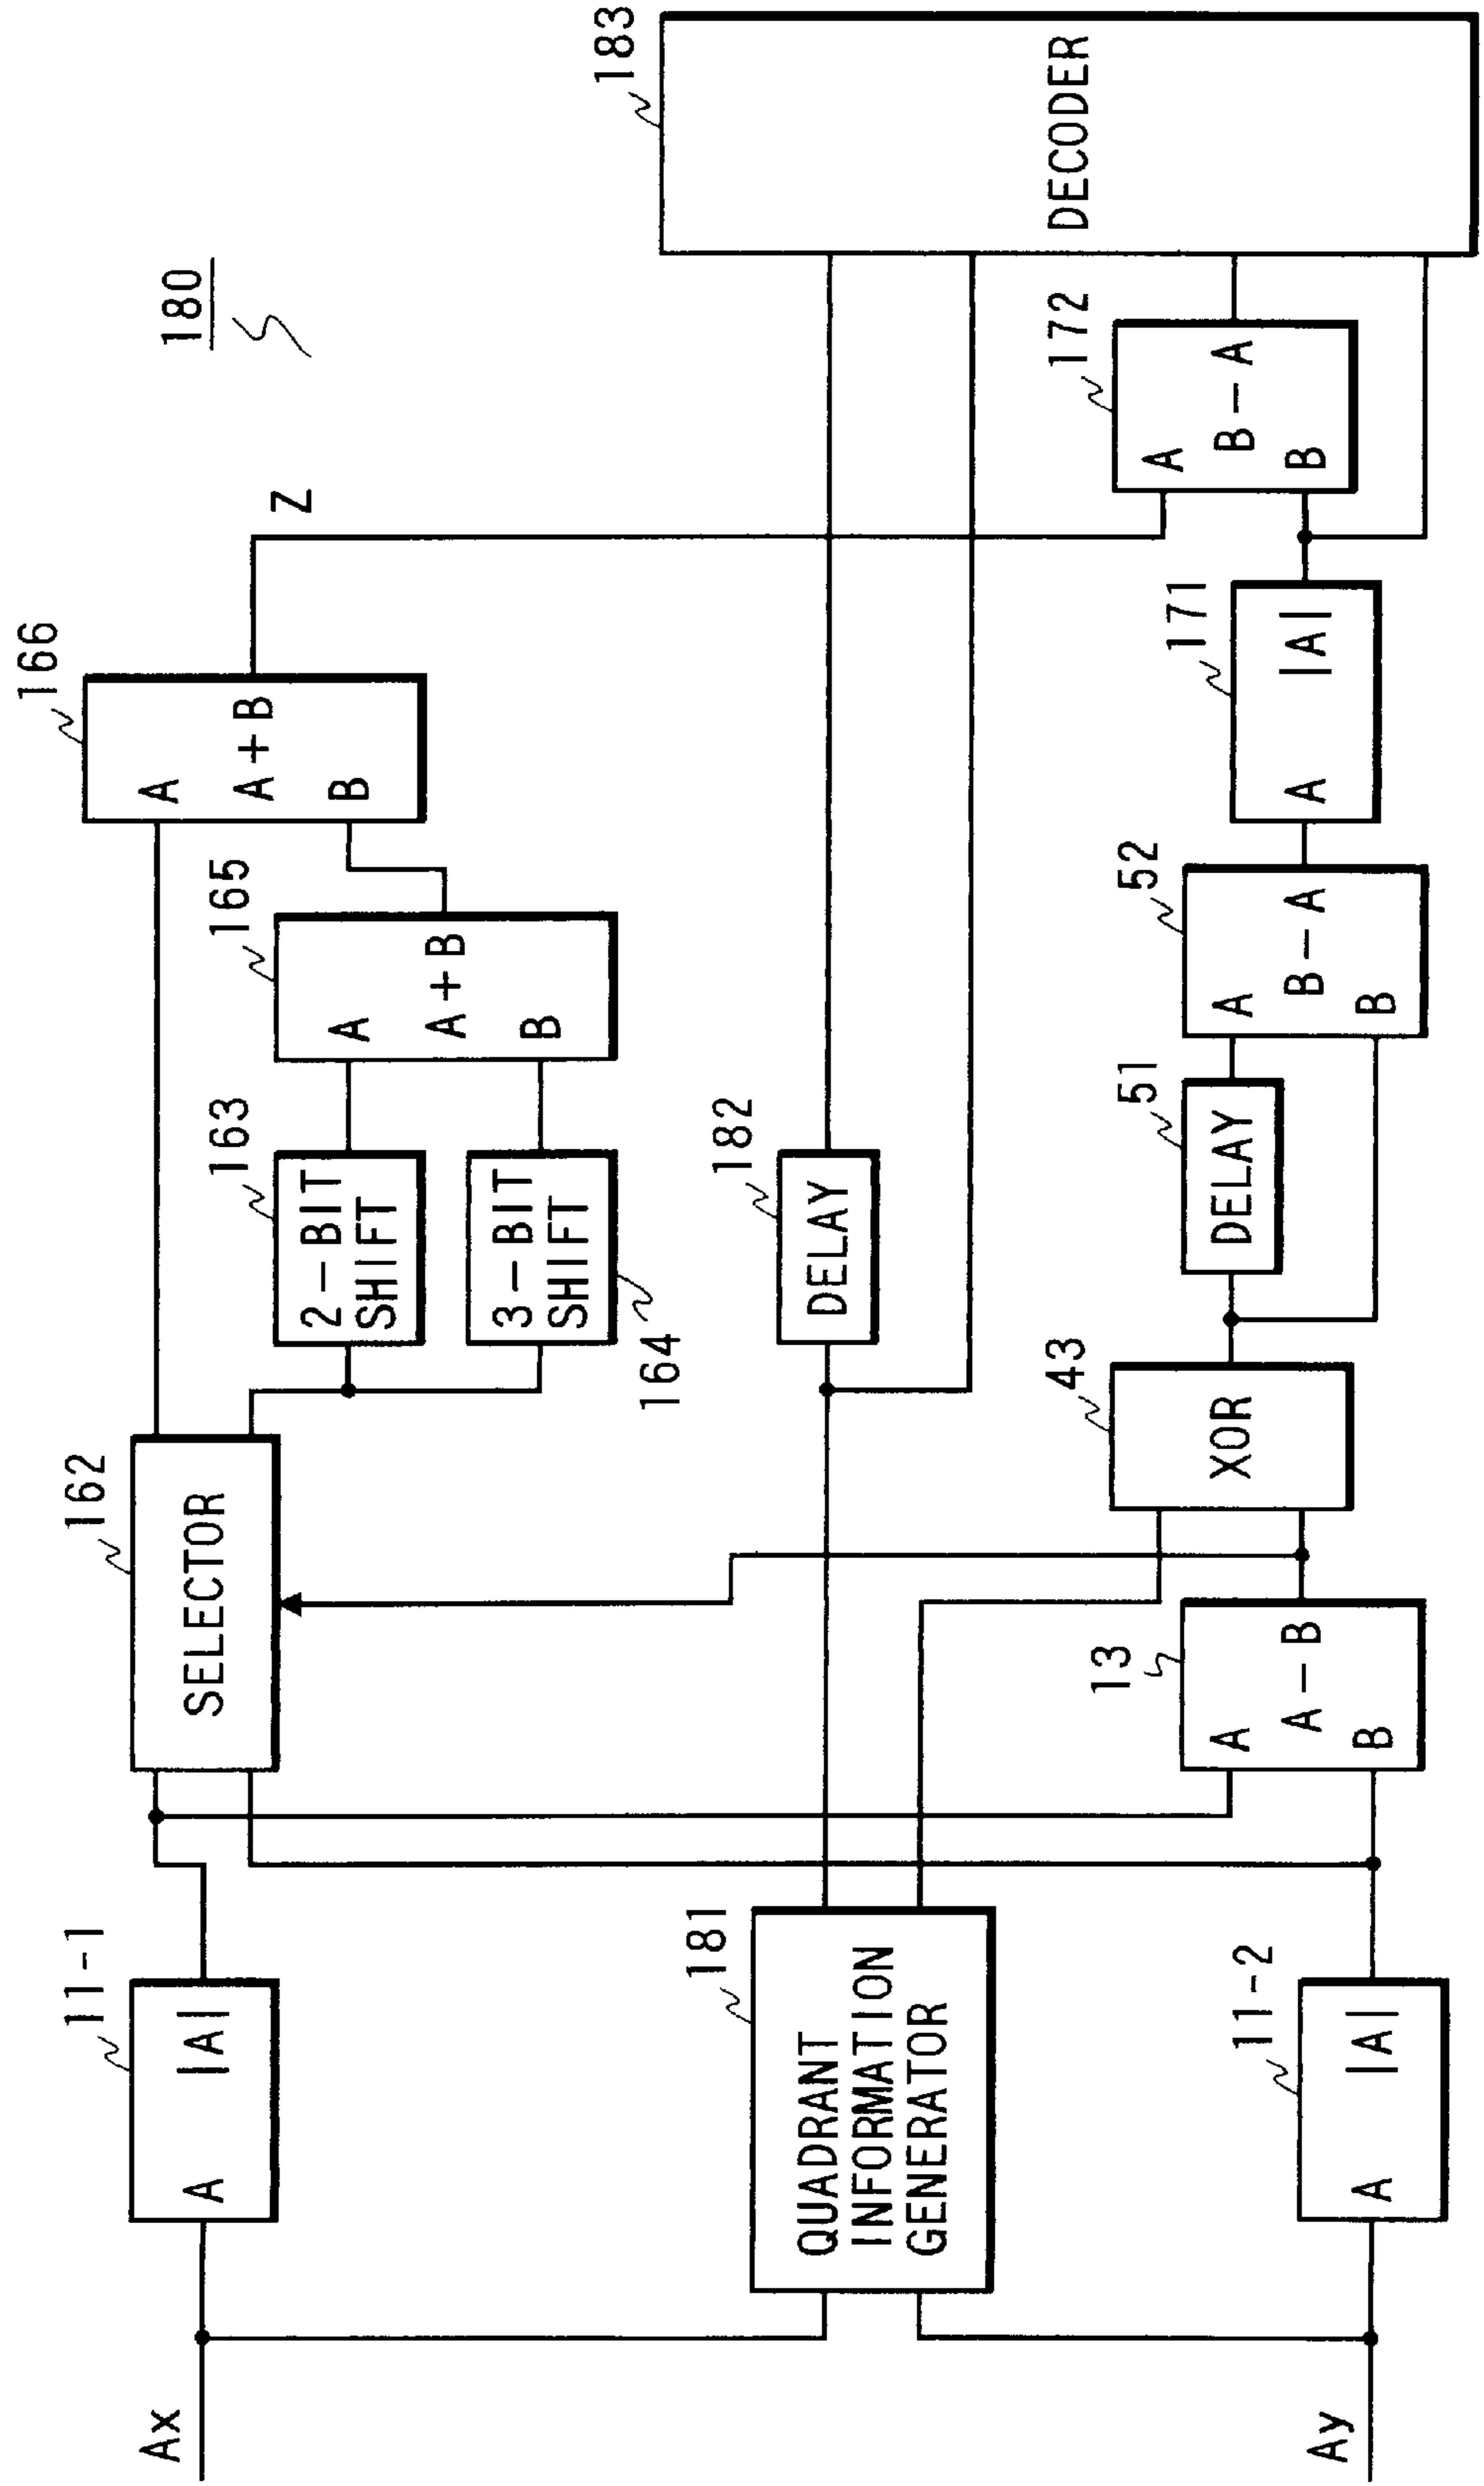 180
Ax
11-1
A
|A|
162
SELECTOR
163
2-BIT
SHIFT
164
3-BIT
SHIFT
165
A
A+B
B
166
A
A+B
B
Z
181
QUADRANT
INFORMATION
GENERATOR
182
DELAY
183
DECODER
Ay
11-2
A
|A|
13
A
A-B
B
43
XOR
51
DELAY
52
A
B-A
B
171
A
|A|
172
A
B-A
B